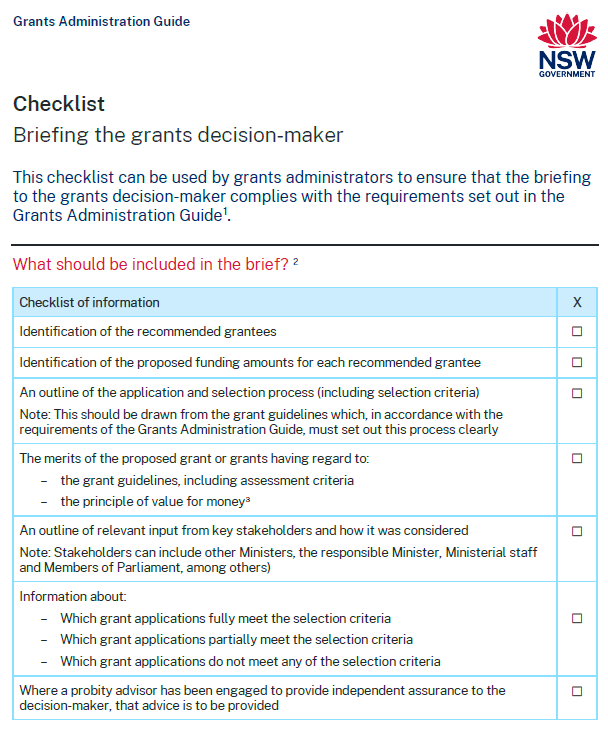 Grants Administration Guide
NSW
GOVERNMENT
Checklist
Briefing the grants decision-maker
This checklist can be used by grants administrators to ensure that the briefing
to the grants decision-maker complies with the requirements set out in the
Grants Administration Guide¹.
What should be included in the brief? ²
Checklist of information X
Identification of the recommended grantees ☐
Identification of the proposed funding amounts for each recommended grantee ☐
An outline of the application and selection process (including selection criteria) ☐
Note: This should be drawn from the grant guidelines which, in accordance with the
requirements of the Grants Administration Guide, must set out this process clearly
The merits of the proposed grant or grants having regard to: ☐
– the grant guidelines, including assessment criteria
– the principle of value for money³
An outline of relevant input from key stakeholders and how it was considered ☐
Note: Stakeholders can include other Ministers, the responsible Minister, Ministerial staff
and Members of Parliament, among others)
Information about:
– Which grant applications fully meet the selection criteria ☐
– Which grant applications partially meet the selection criteria
– Which grant applications do not meet any of the selection criteria
Where a probity advisor has been engaged to provide independent assurance to the ☐
decision-maker, that advice is to be provided